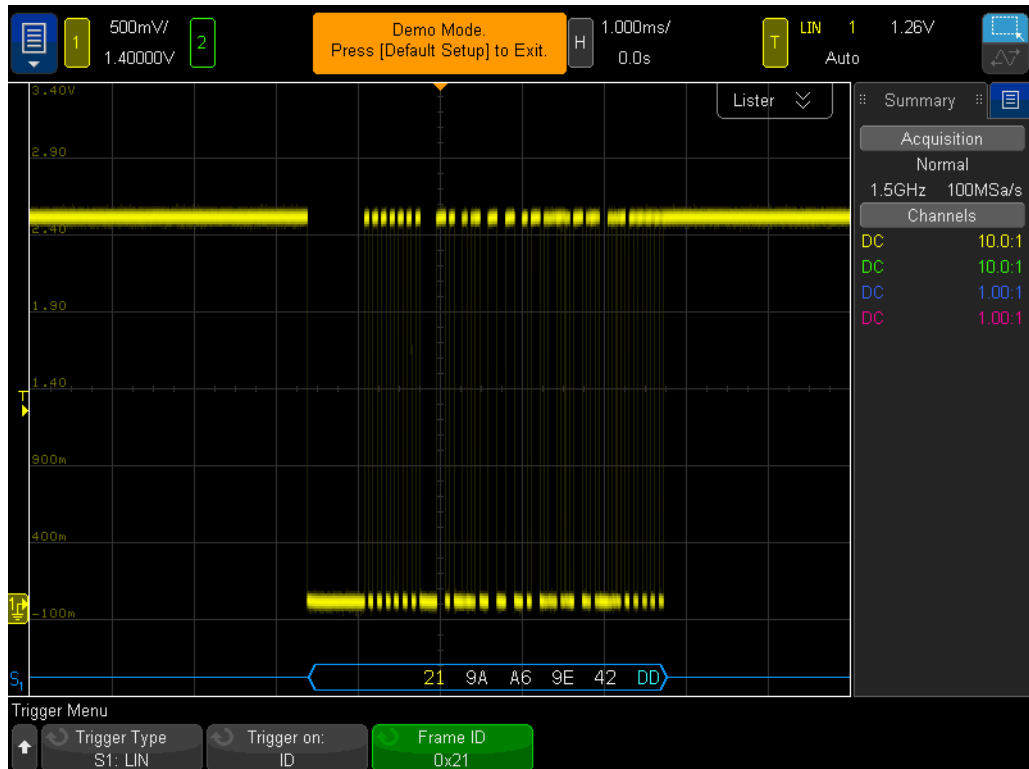 1 500mV/ 2 Demo Mode. H 1.000ms/ T LIN 1 1.26V
1.40000V Press [Default Setup] to Exit. 0.0s Auto
3.40V
Lister
Summary
Acquisition
Normal
1.5GHz 100MSa/s
Channels
DC 10.0:1
DC 10.0:1
DC 1.00:1
DC 1.00:1
2.90
2.40
1.90
T
1.40
900m
400m
1
-100m
S1 21 9A A6 9E 42 DD
Trigger Menu
Trigger Type
S1: LIN
Trigger on:
ID
Frame ID
0x21